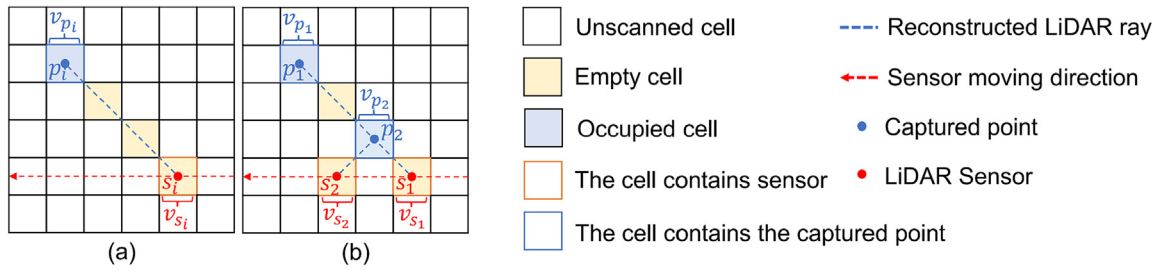 v_{p_i}
p_i
s_i
v_{s_i}
(a)
v_{p_1}
p_1
v_{p_2}
p_2
s_2
s_1
v_{s_2}
v_{s_1}
(b)
Unscanned cell
Empty cell
Occupied cell
The cell contains sensor
The cell contains the captured point
Reconstructed LiDAR ray
Sensor moving direction
Captured point
LiDAR Sensor